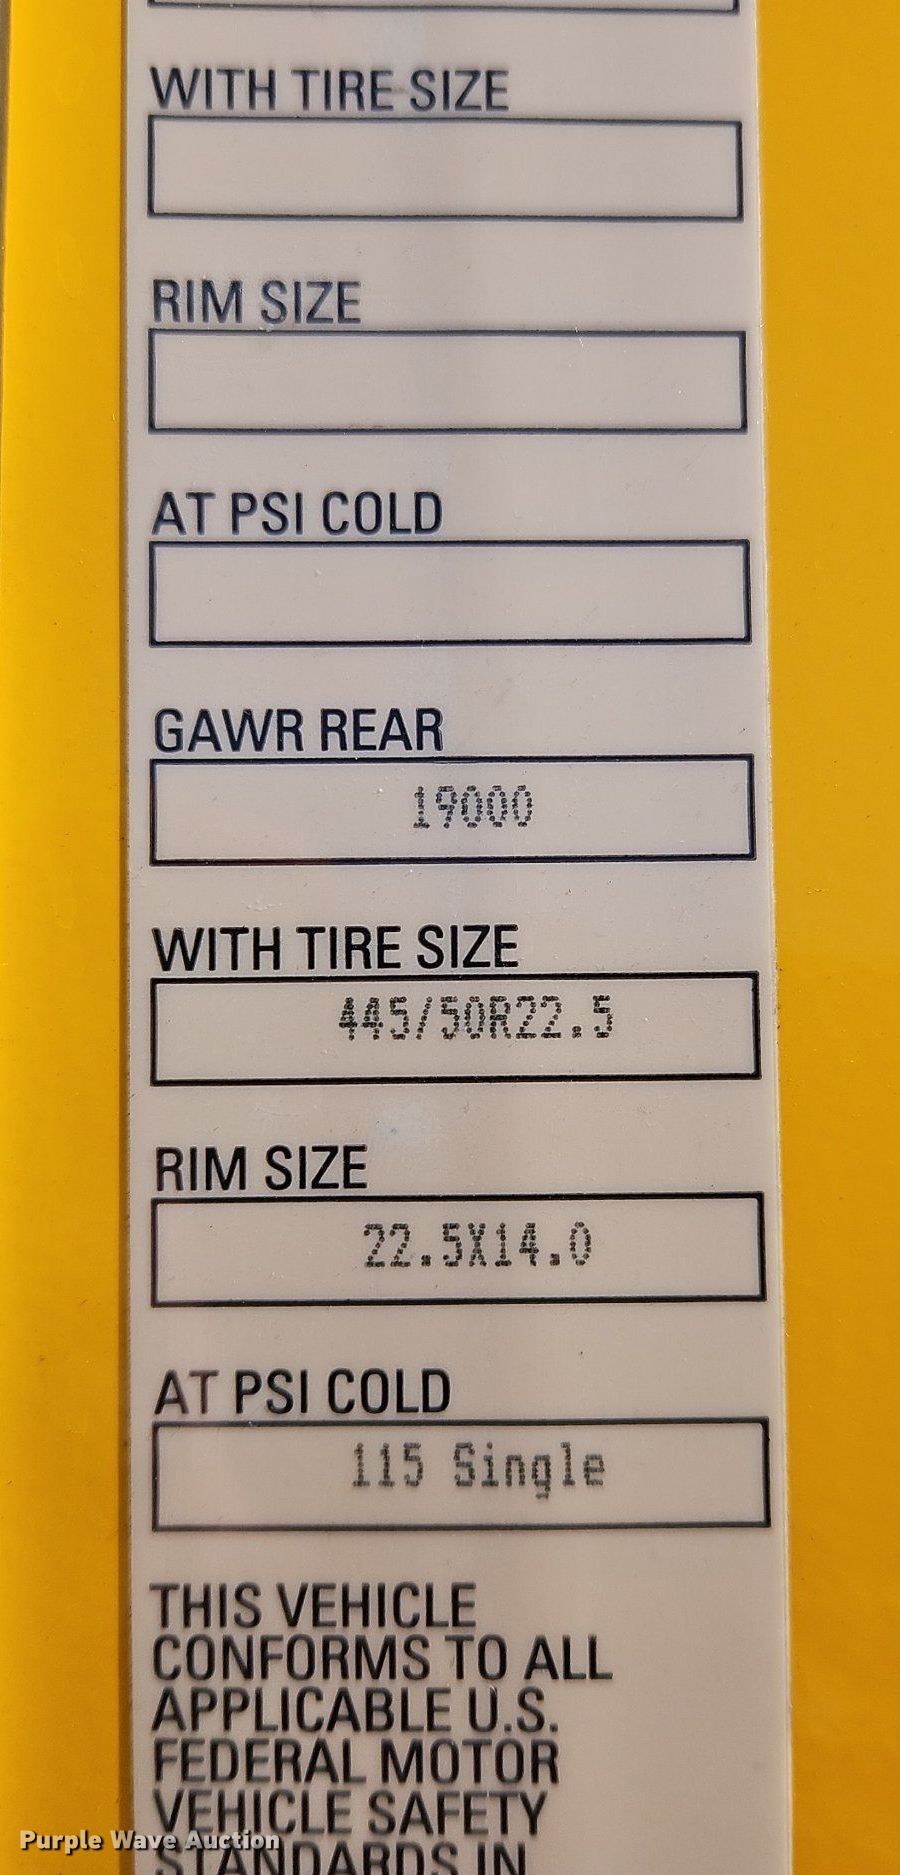 WITH TIRE SIZE
RIM SIZE
AT PSI COLD
GAWR REAR
19000
WITH TIRE SIZE
445/50R22.5
RIM SIZE
22.5X14.0
AT PSI COLD
115 Single
THIS VEHICLE
CONFORMS TO ALL
APPLICABLE U.S.
FEDERAL MOTOR
VEHICLE SAFETY
STANDARDS IN
Purple Wave Auction